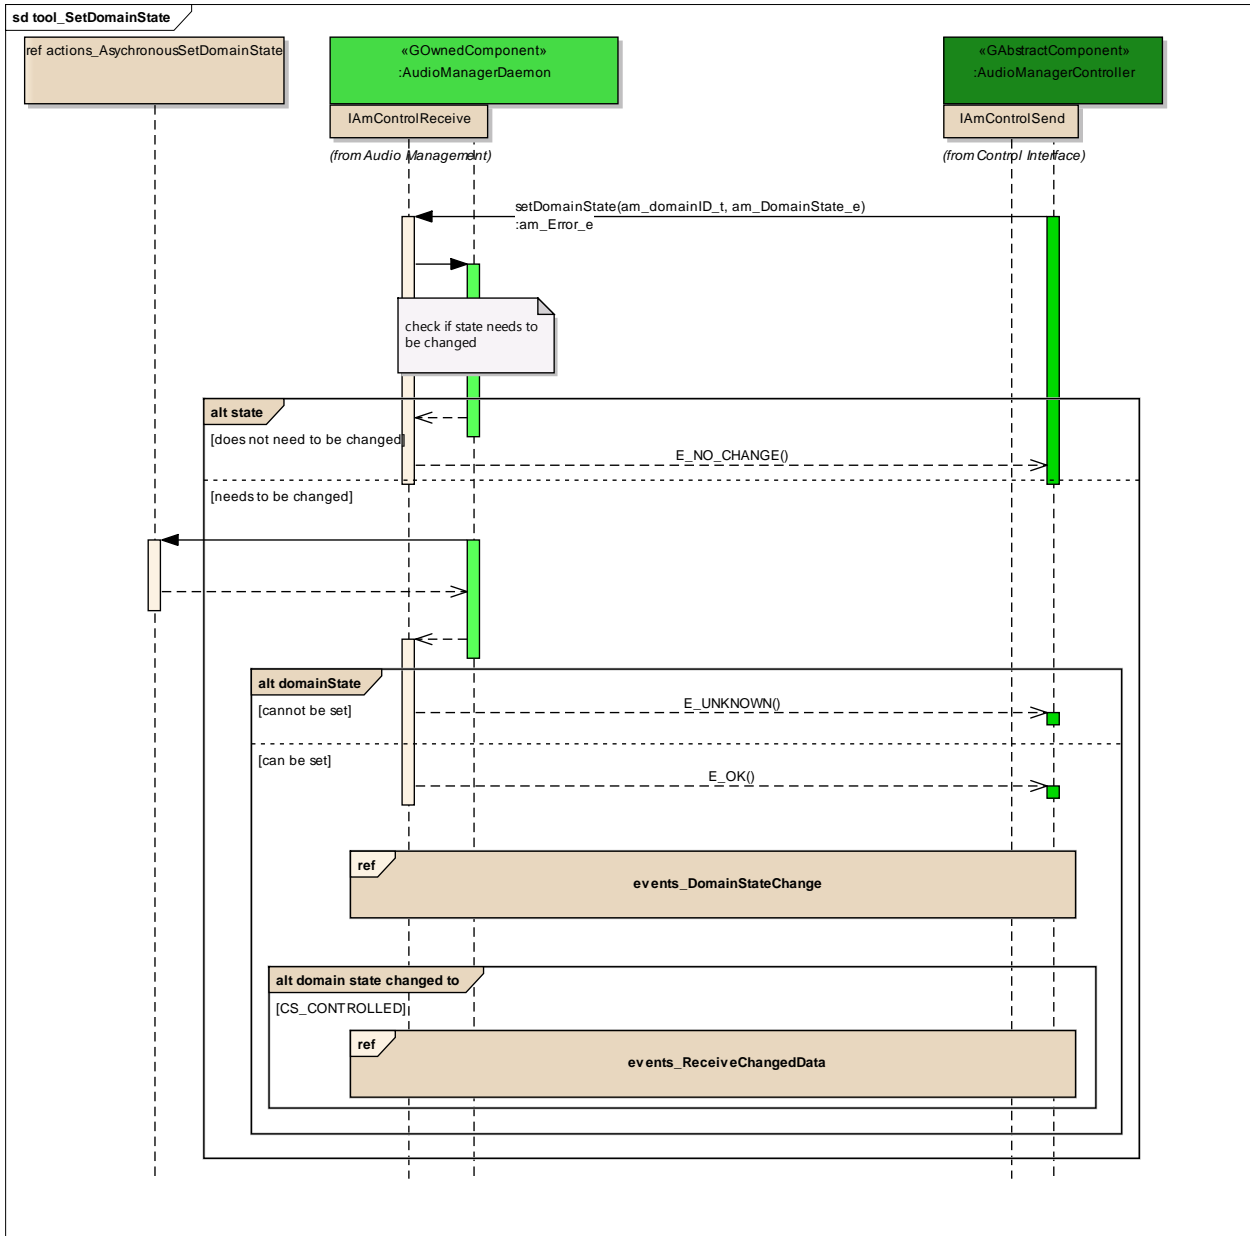 sd tool_SetDomainState
ref actions_AsychronousSetDomainState
«GOwnedComponent»
:AudioManagerDaemon
«GAbstractComponent»
:AudioManagerController
IAmControlReceive
IAmControlSend
(from Audio Management)
(from Control Interface)
setDomainState(am_domainID_t, am_DomainState_e)
:am_Error_e
check if state needs to
be changed
alt state
[does not need to be changed]
E_NO_CHANGE()
[needs to be changed]
alt domainState
[cannot be set]
E_UNKNOWN()
[can be set]
E_OK()
ref
events_DomainStateChange
alt domain state changed to
[CS_CONTROLLED]
ref
events_ReceiveChangedData